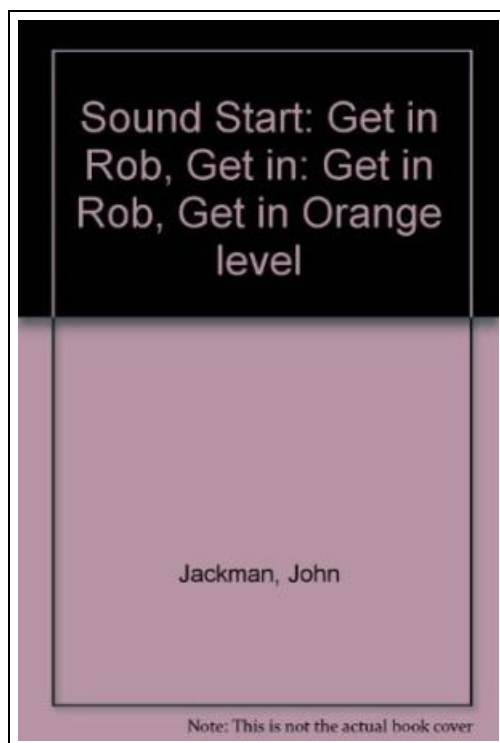 Sound Start: Get in
Rob, Get in: Get in
Rob, Get in Orange
level
Jackman, John
Note: This is not the actual book cover